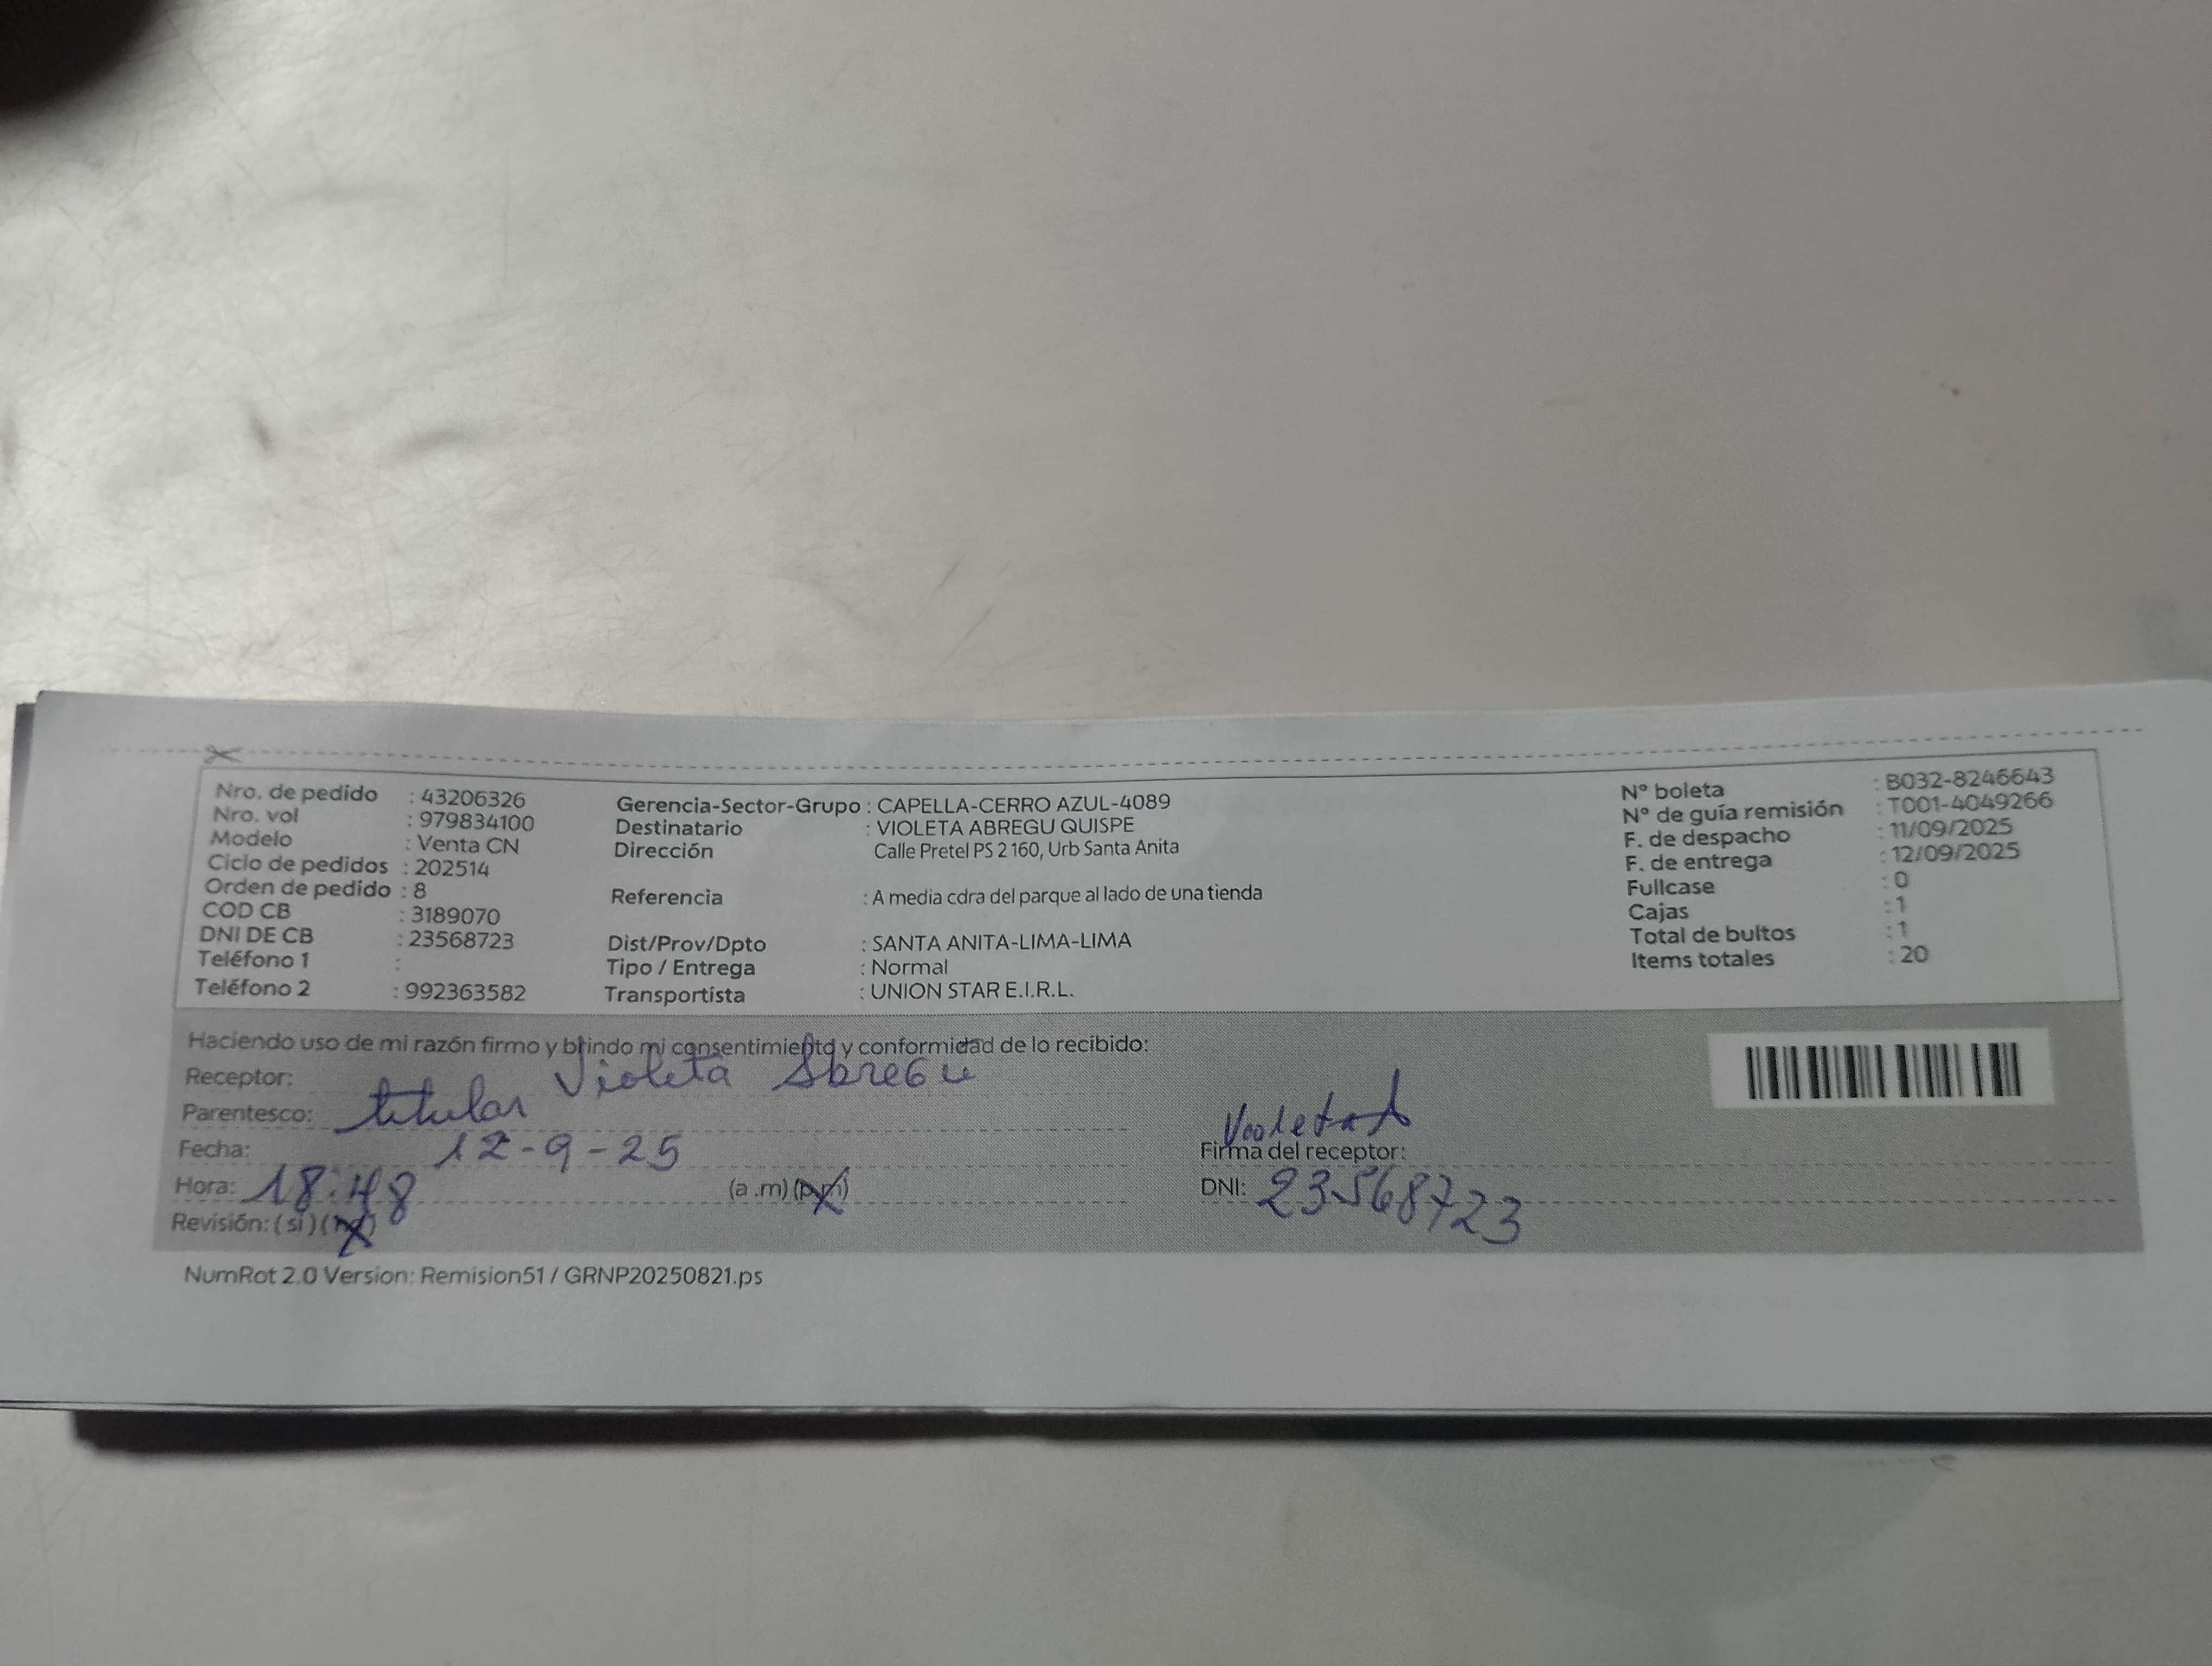 Nro. de pedido : 43206326
Nro. vol : 979834100
Modelo : Venta CN
Ciclo de pedidos : 202514
Orden de pedido : 8
COD CB : 3189070
DNI DE CB : 23568723
Teléfono 1 :
Teléfono 2 : 992363582
Gerencia-Sector-Grupo : CAPELLA-CERRO AZUL-4089
Destinatario : VIOLETA ABREGU QUISPE
Dirección Calle Pretel PS 2 160, Urb Santa Anita
Referencia : A media cdra del parque al lado de una tienda
Dist/Prov/Dpto : SANTA ANITA-LIMA-LIMA
Tipo / Entrega : Normal
Transportista : UNION STAR E.I.R.L.
N° boleta : B032-8246643
N° de guía remisión : T001-4049266
F. de despacho : 11/09/2025
F. de entrega : 12/09/2025
Fullcase : 0
Cajas : 1
Total de bultos : 1
Items totales : 20
Haciendo uso de mi razón firmo y brindo mi consentimiento y conformidad de lo recibido:
Receptor: Violeta Abregu
Parentesco: titular
Fecha: 12-9-25
Hora: 18:48 (a .m) (p.m)
Revisión: ( si ) (no)
Violeta A
Firma del receptor:
DNI: 23568723
NumRot 2.0 Version: Remision51 / GRNP20250821.ps